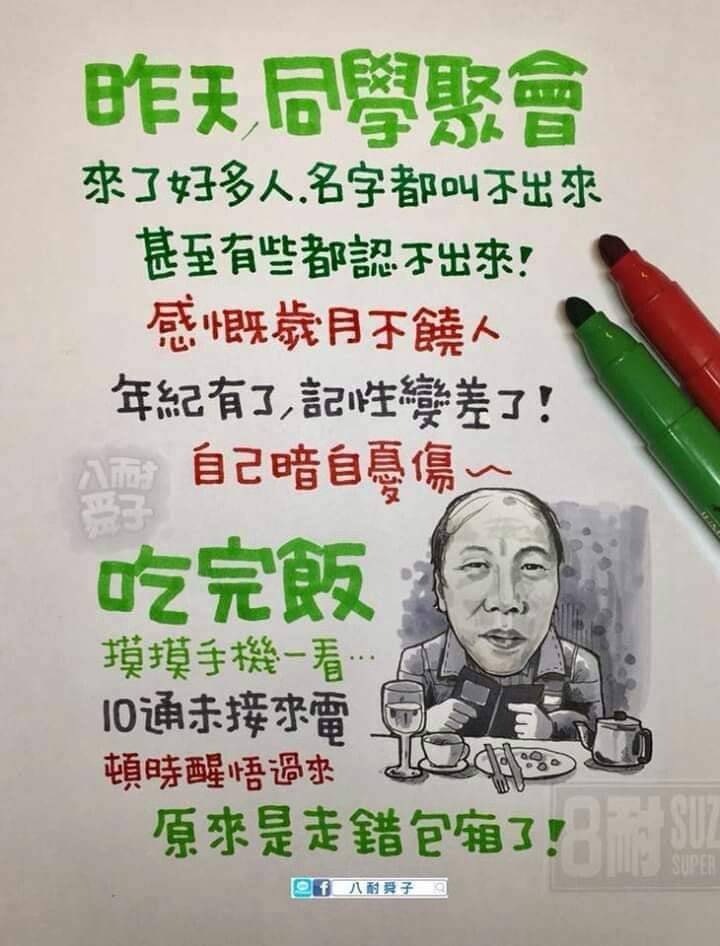 昨天,同學聚會
來了好多人.名字都叫不出來
甚至有些都認不出來!
感慨歲月不饒人
年紀有了,記性變差了!
自己暗自憂傷~
八耐
舜子
吃完飯
摸摸手機一看…
10通未接來電
頓時醒悟過來
原來是走錯包廂了!
8耐 SUZ
SUPER
八耐舜子